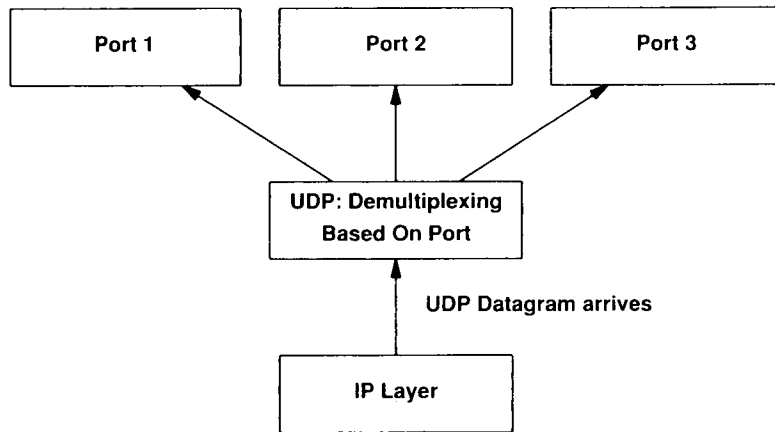 Port 1
Port 2
Port 3
UDP: Demultiplexing
Based On Port
UDP Datagram arrives
IP Layer